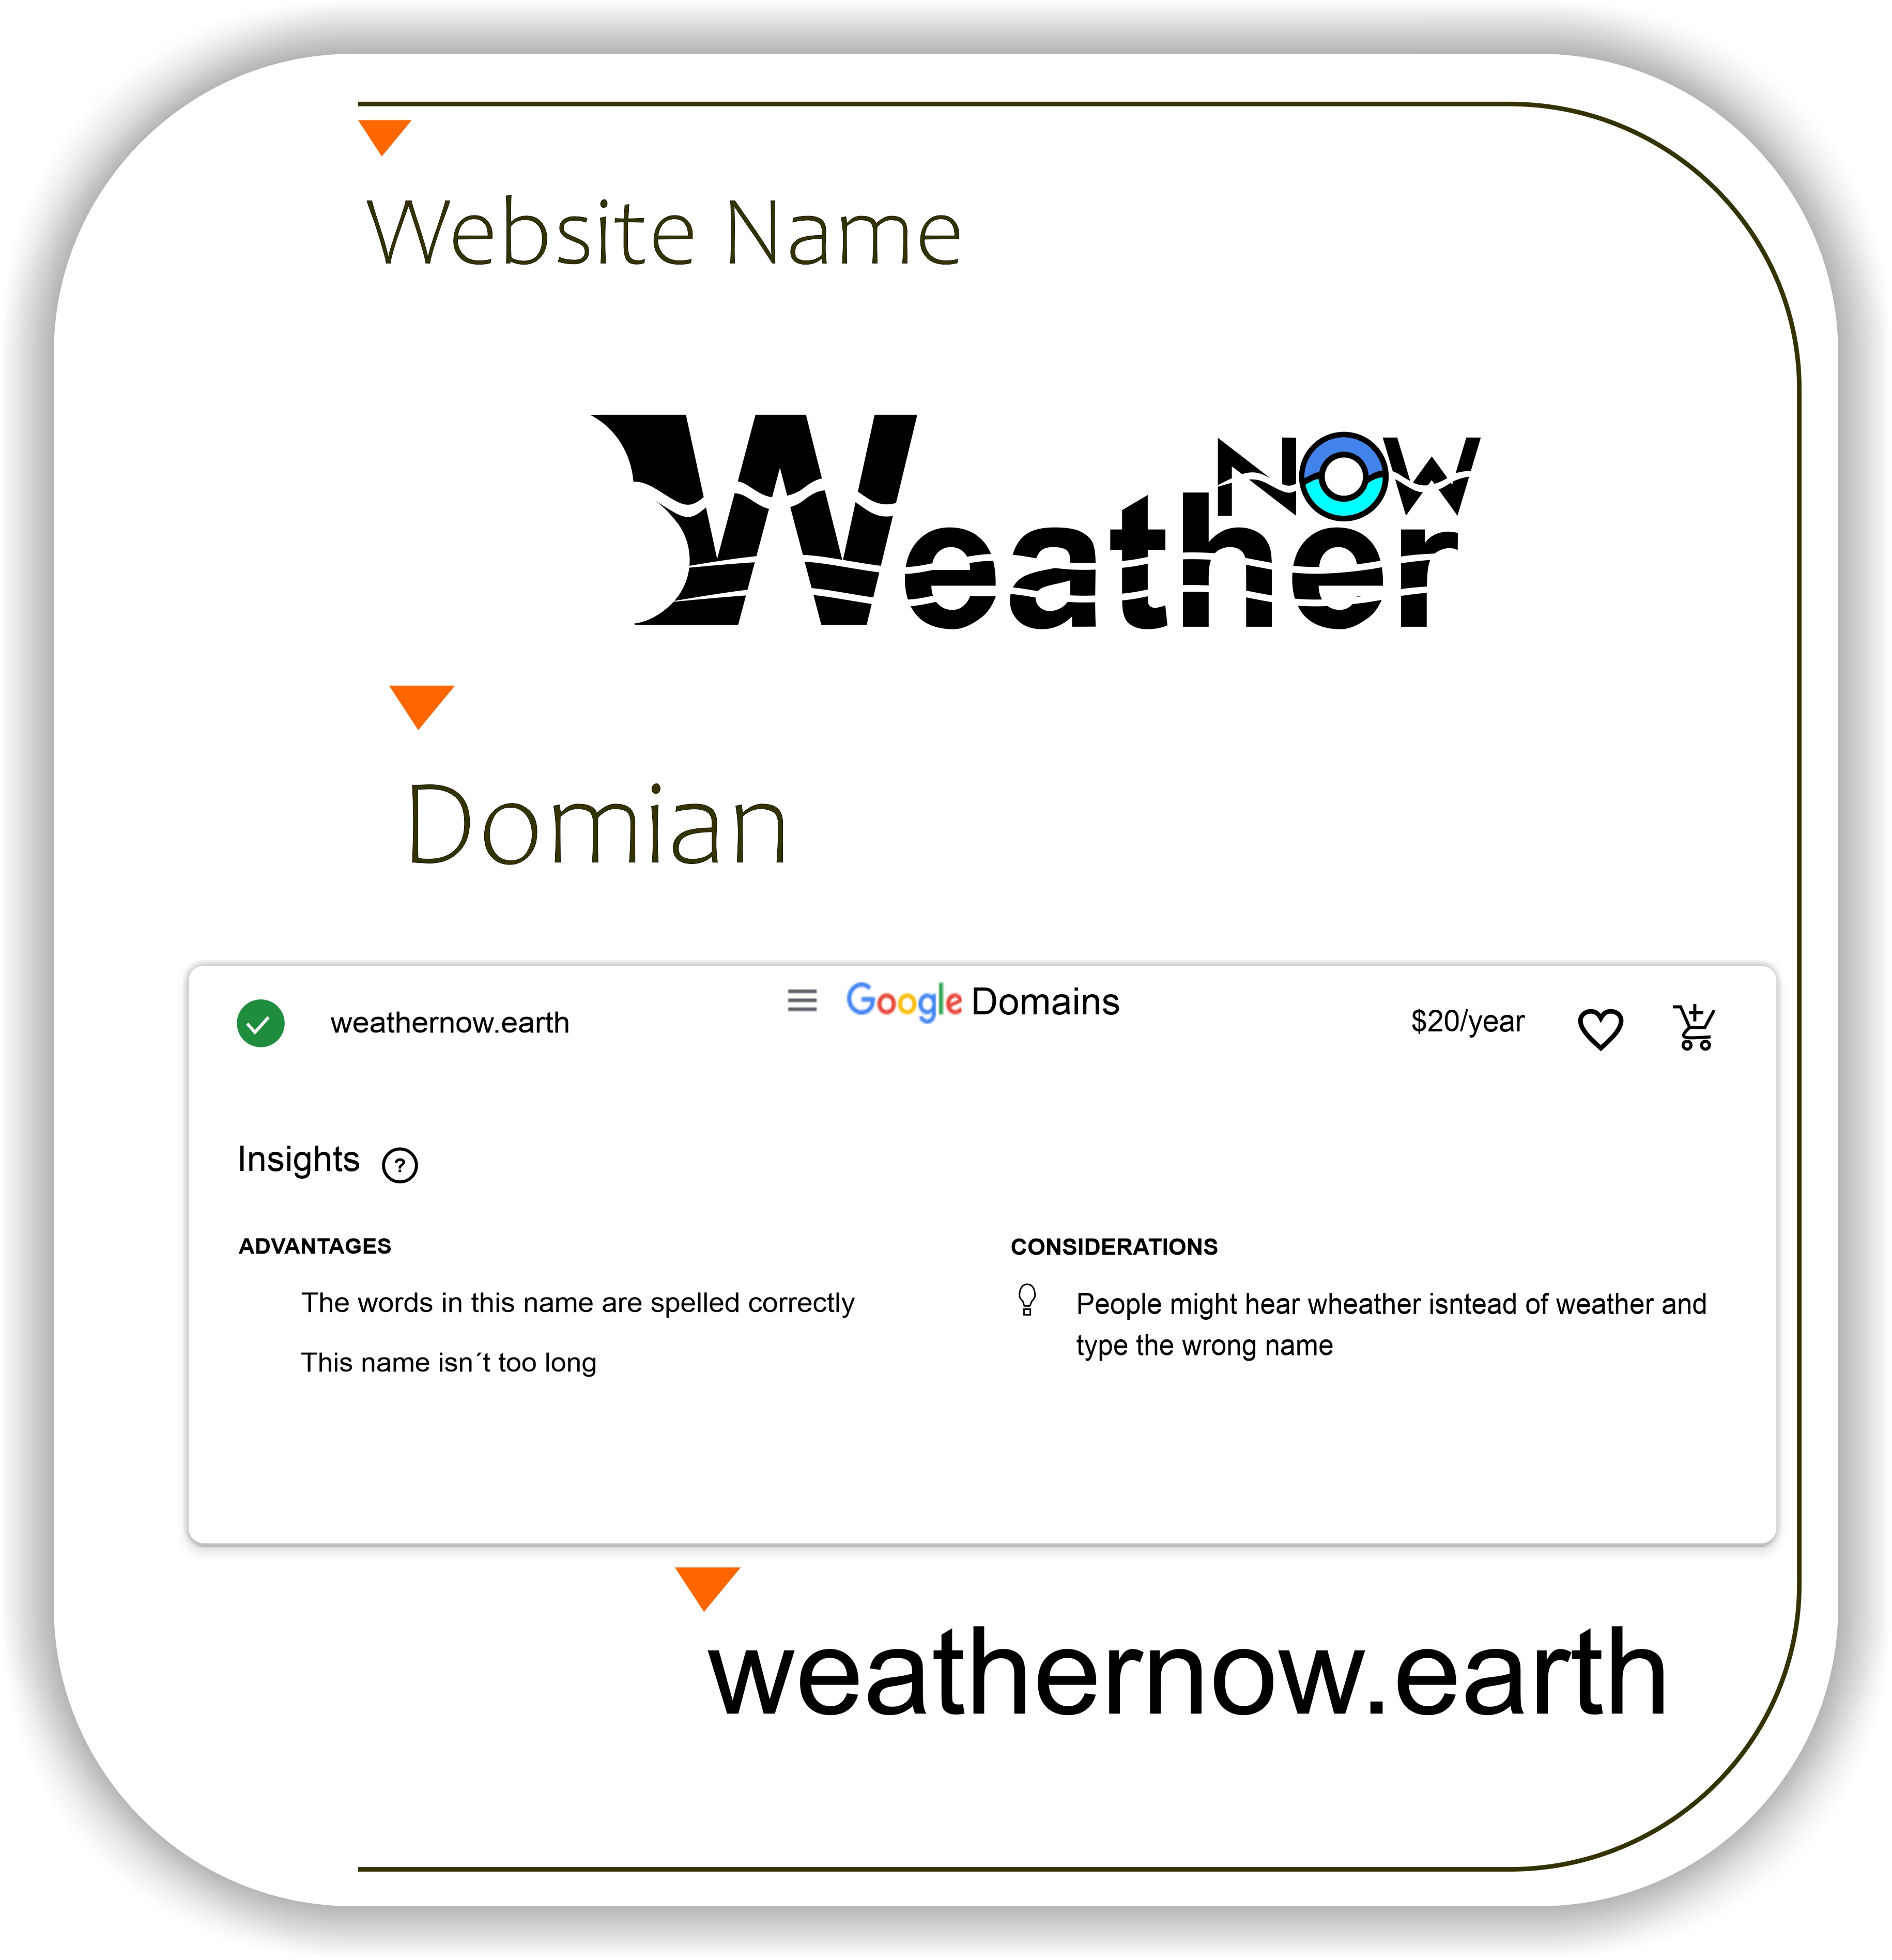 Website Name
Weather NOW
Domian
weathernow.earth
Google Domains
$20/year
Insights ?
ADVANTAGES
The words in this name are spelled correctly
This name isn´t too long
CONSIDERATIONS
People might hear wheather isntead of weather and
type the wrong name
weathernow.earth